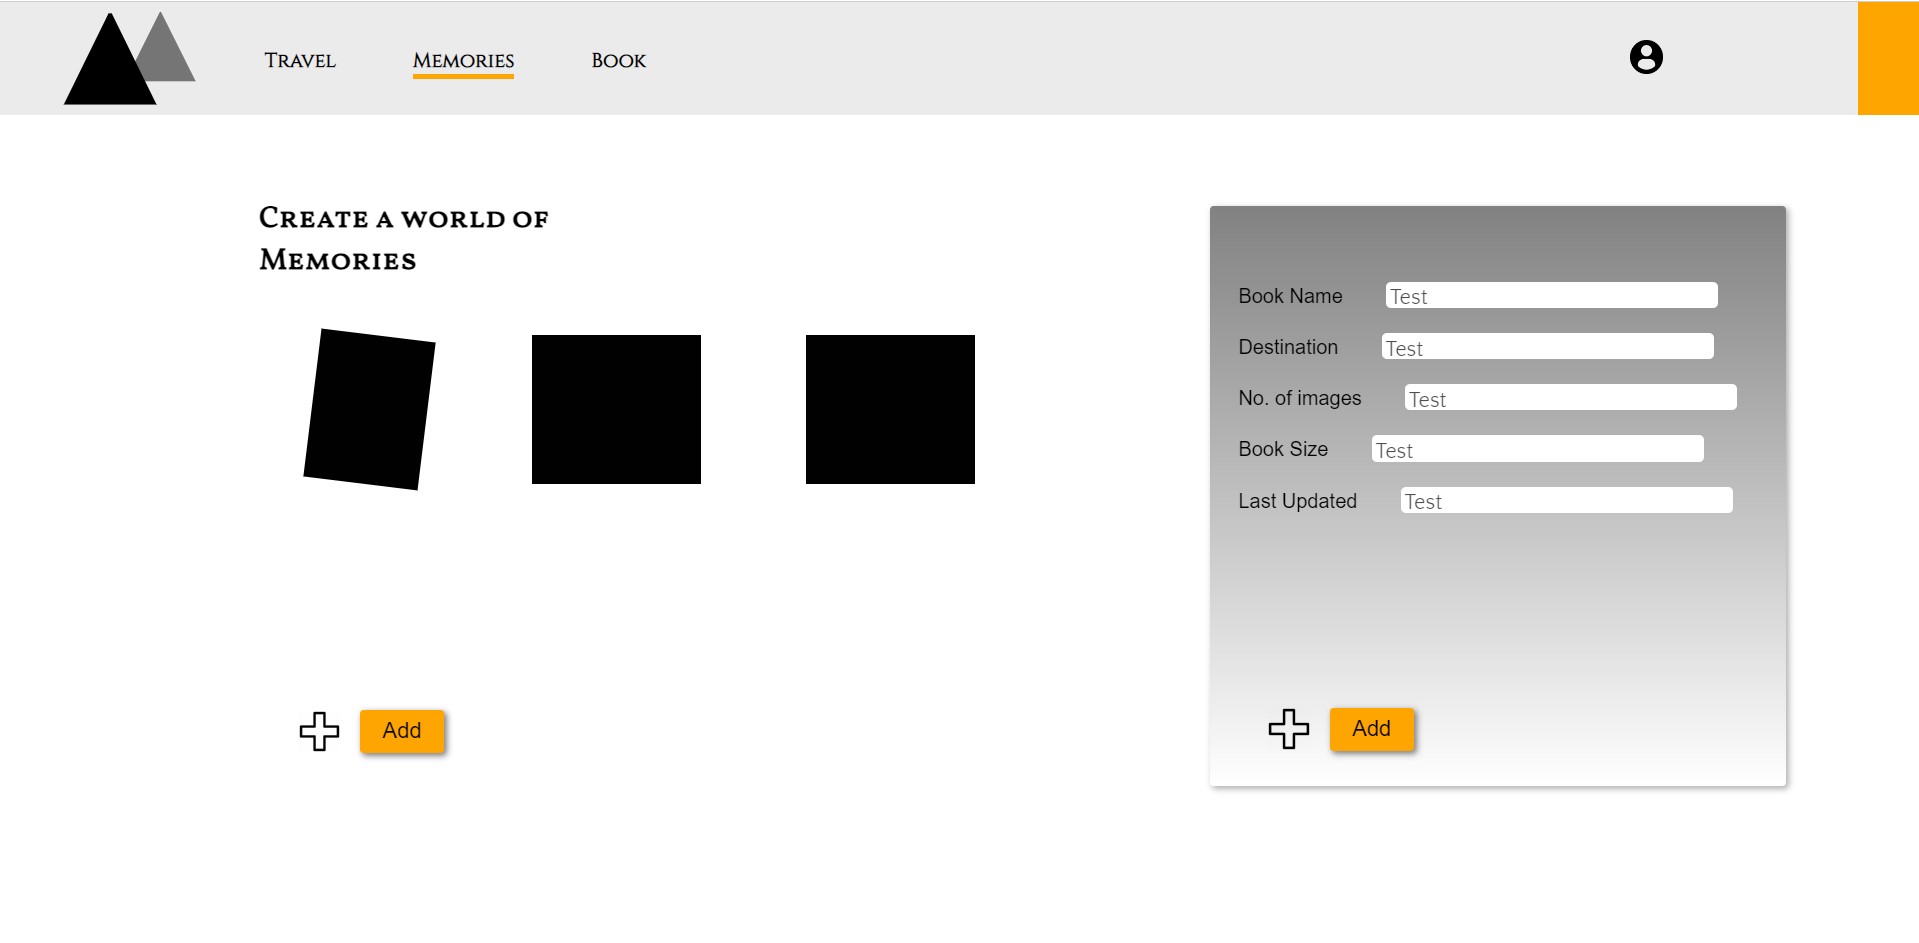 Travel
Memories
Book
Create a world of
Memories
Book Name Test
Destination Test
No. of images Test
Book Size Test
Last Updated Test
Add
Add